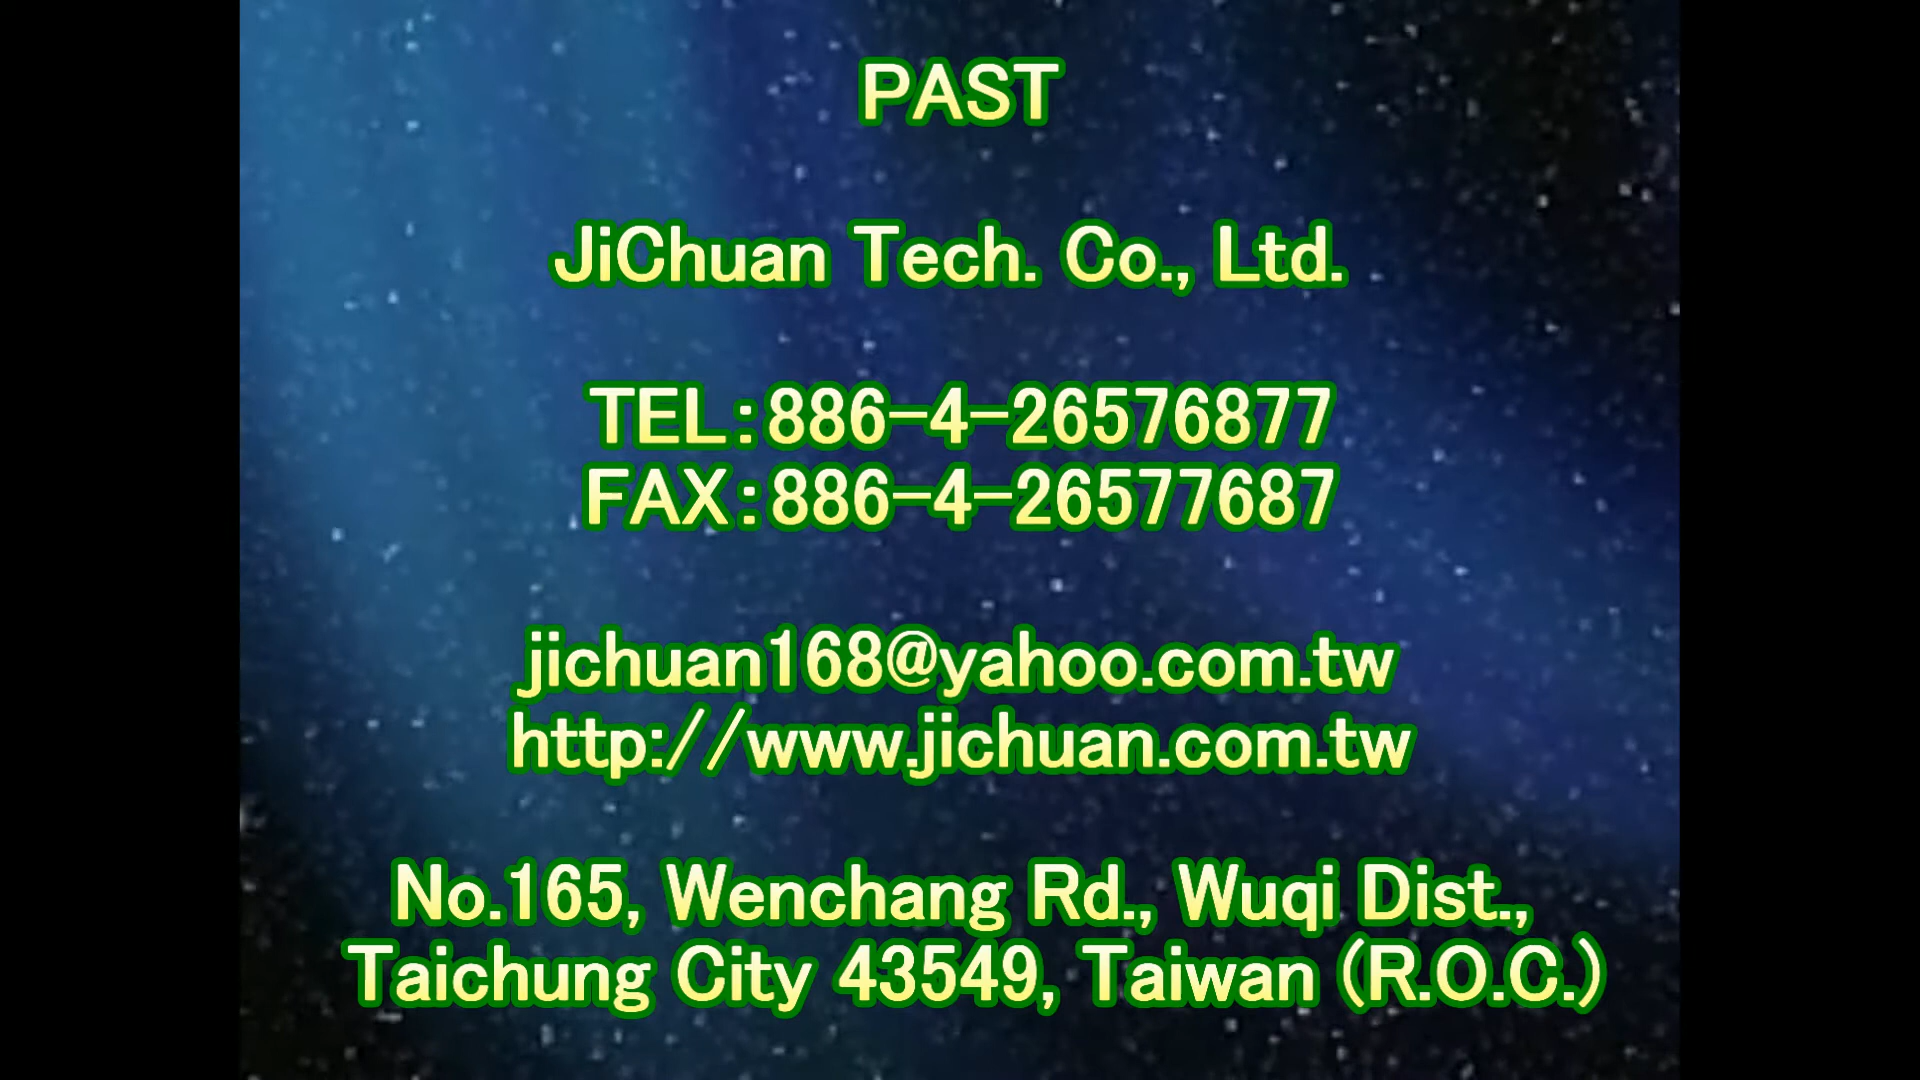 PAST
JiChuan Tech. Co., Ltd.
TEL:886-4-26576877
FAX:886-4-26577687
jichuan168@yahoo.com.tw
http://www.jichuan.com.tw
No.165, Wenchang Rd., Wuqi Dist.,
Taichung City 43549, Taiwan (R.O.C.)